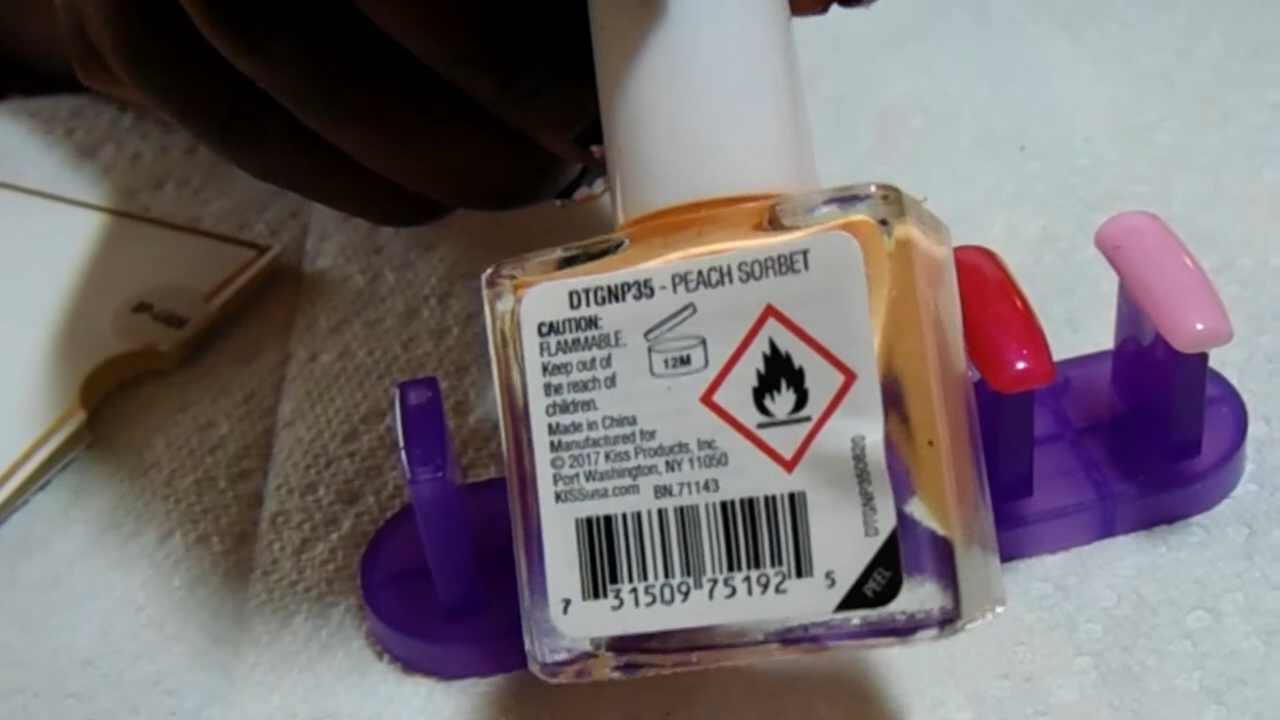 DTGNP35 - PEACH SORBET
CAUTION:
FLAMMABLE.
Keep out of
the reach of
children.
12M
Made in China
Manufactured for
© 2017 Kiss Products, Inc.
Port Washington, NY 11050
KISSusa.com BN.71143
7 31509 75192 5
PEEL